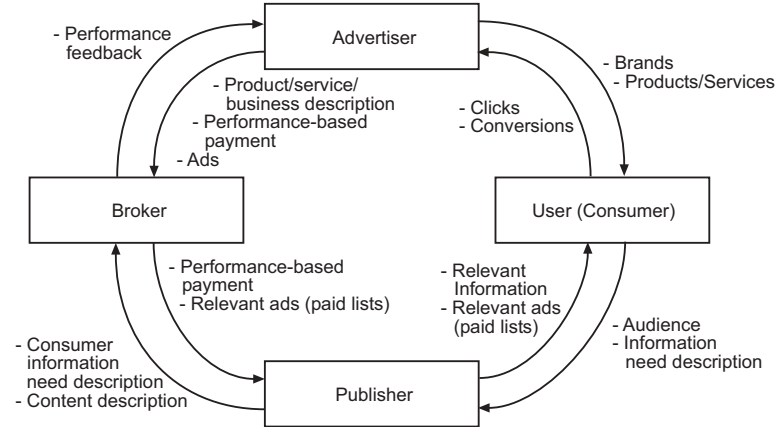 Advertiser
- Performance
feedback
- Brands
- Products/Services
- Product/service/
business description
- Performance-based
payment
- Ads
- Clicks
- Conversions
Broker
User (Consumer)
- Performance-based
payment
- Relevant ads (paid lists)
- Relevant
Information
- Relevant ads
(paid lists)
- Consumer
information
need description
- Content description
- Audience
- Information
need description
Publisher